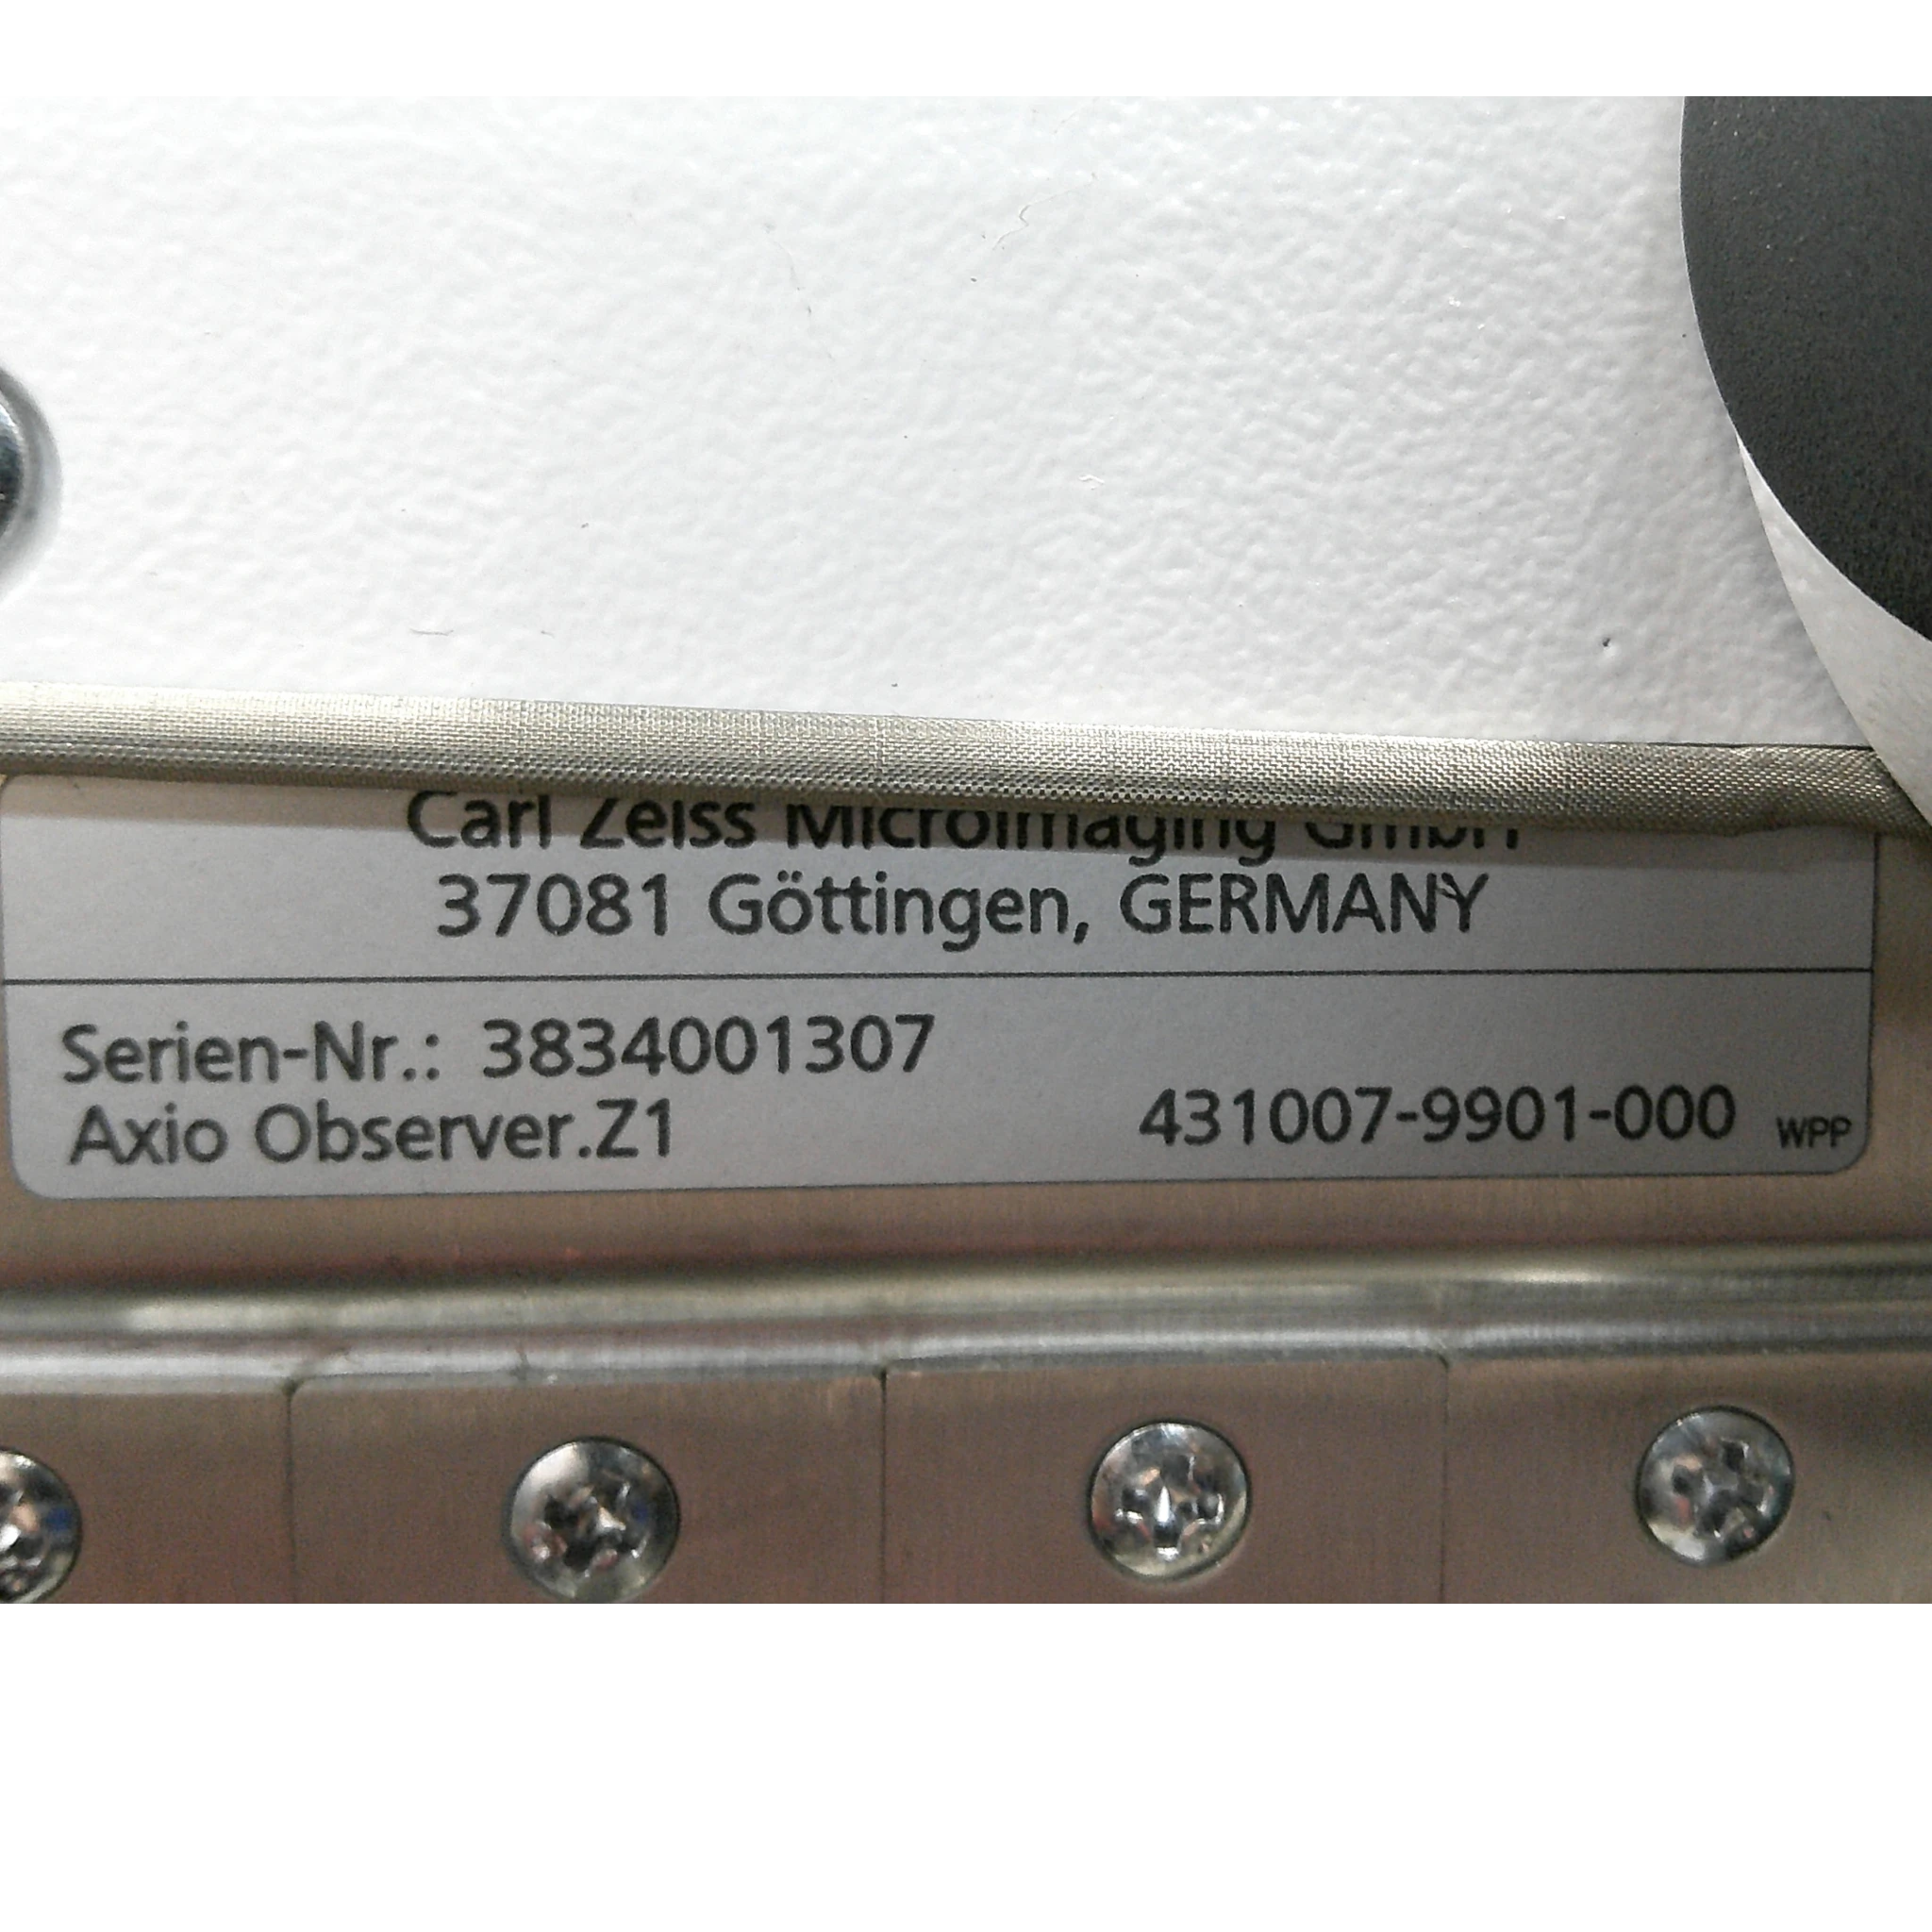 Carl Zeiss MicroImaging GmbH
37081 Göttingen, GERMANY
Serien-Nr.: 3834001307
Axio Observer.Z1 431007-9901-000 WPP